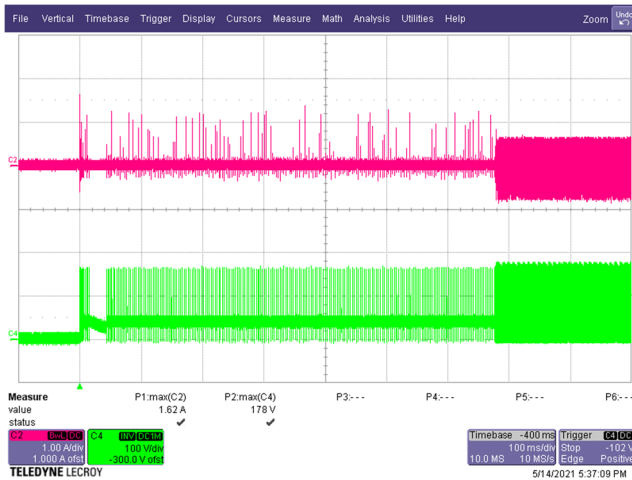 File Vertical Timebase Trigger Display Cursors Measure Math Analysis Utilities Help Zoom Undo
C2
C4
Measure P1:max(C2) P2:max(C4) P3:--- P4:--- P5:--- P6:---
value 1.62 A 178 V
status
C2 BwL DC
1.00 A/div
1.000 A ofst
C4 INV DC1M
100 V/div
-300.0 V ofst
Timebase -400 ms
100 ms/div
10.0 MS 10 MS/s
Trigger C4 DC
Stop -102 V
Edge Positive
TELEDYNE LECROY
5/14/2021 5:37:09 PM